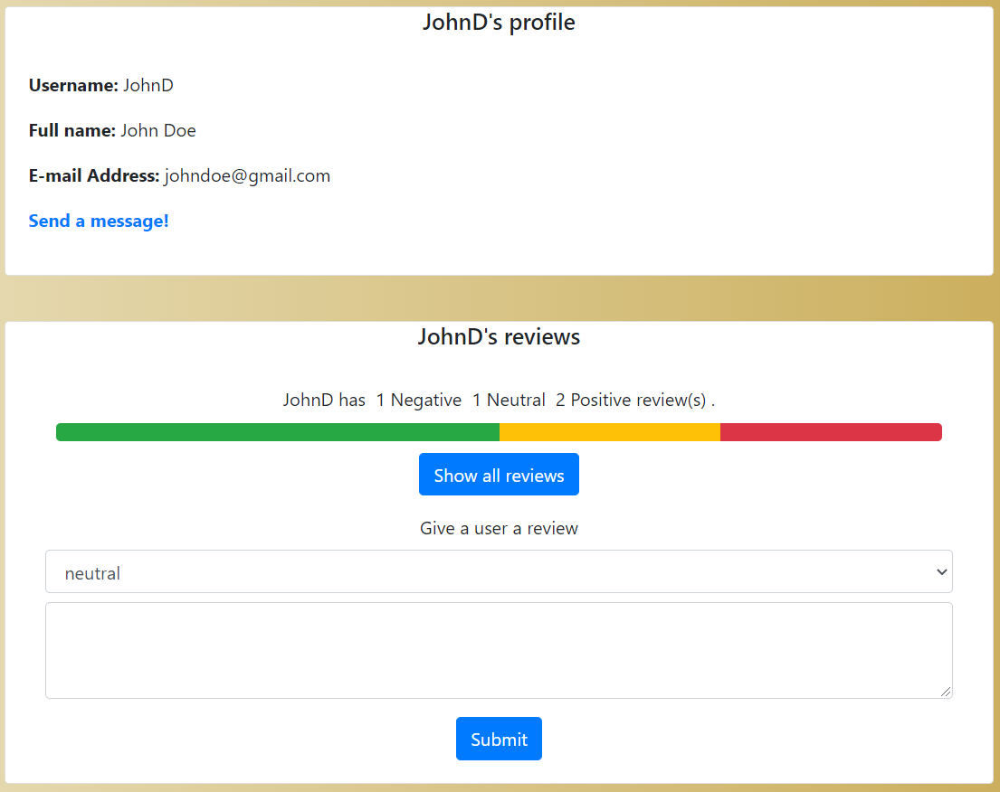 JohnD's profile
Username: JohnD
Full name: John Doe
E-mail Address: johndoe@gmail.com
Send a message!
JohnD's reviews
JohnD has 1 Negative 1 Neutral 2 Positive review(s) .
Show all reviews
Give a user a review
neutral
Submit